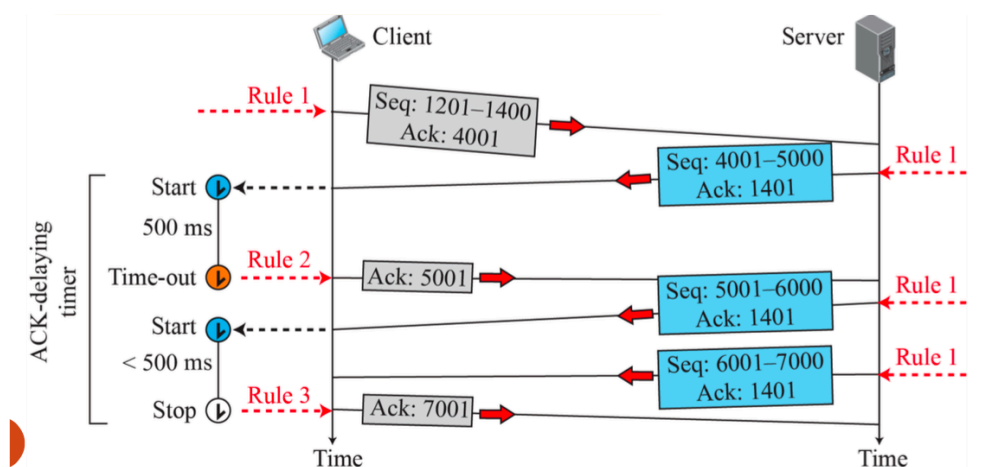 Client
Server
Rule 1
Seq: 1201–1400
Ack: 4001
Seq: 4001–5000
Ack: 1401
Rule 1
ACK-delaying
timer
Start
500 ms
Time-out
Rule 2
Ack: 5001
Seq: 5001–6000
Ack: 1401
Rule 1
Start
< 500 ms
Seq: 6001–7000
Ack: 1401
Rule 1
Stop
Rule 3
Ack: 7001
Time
Time